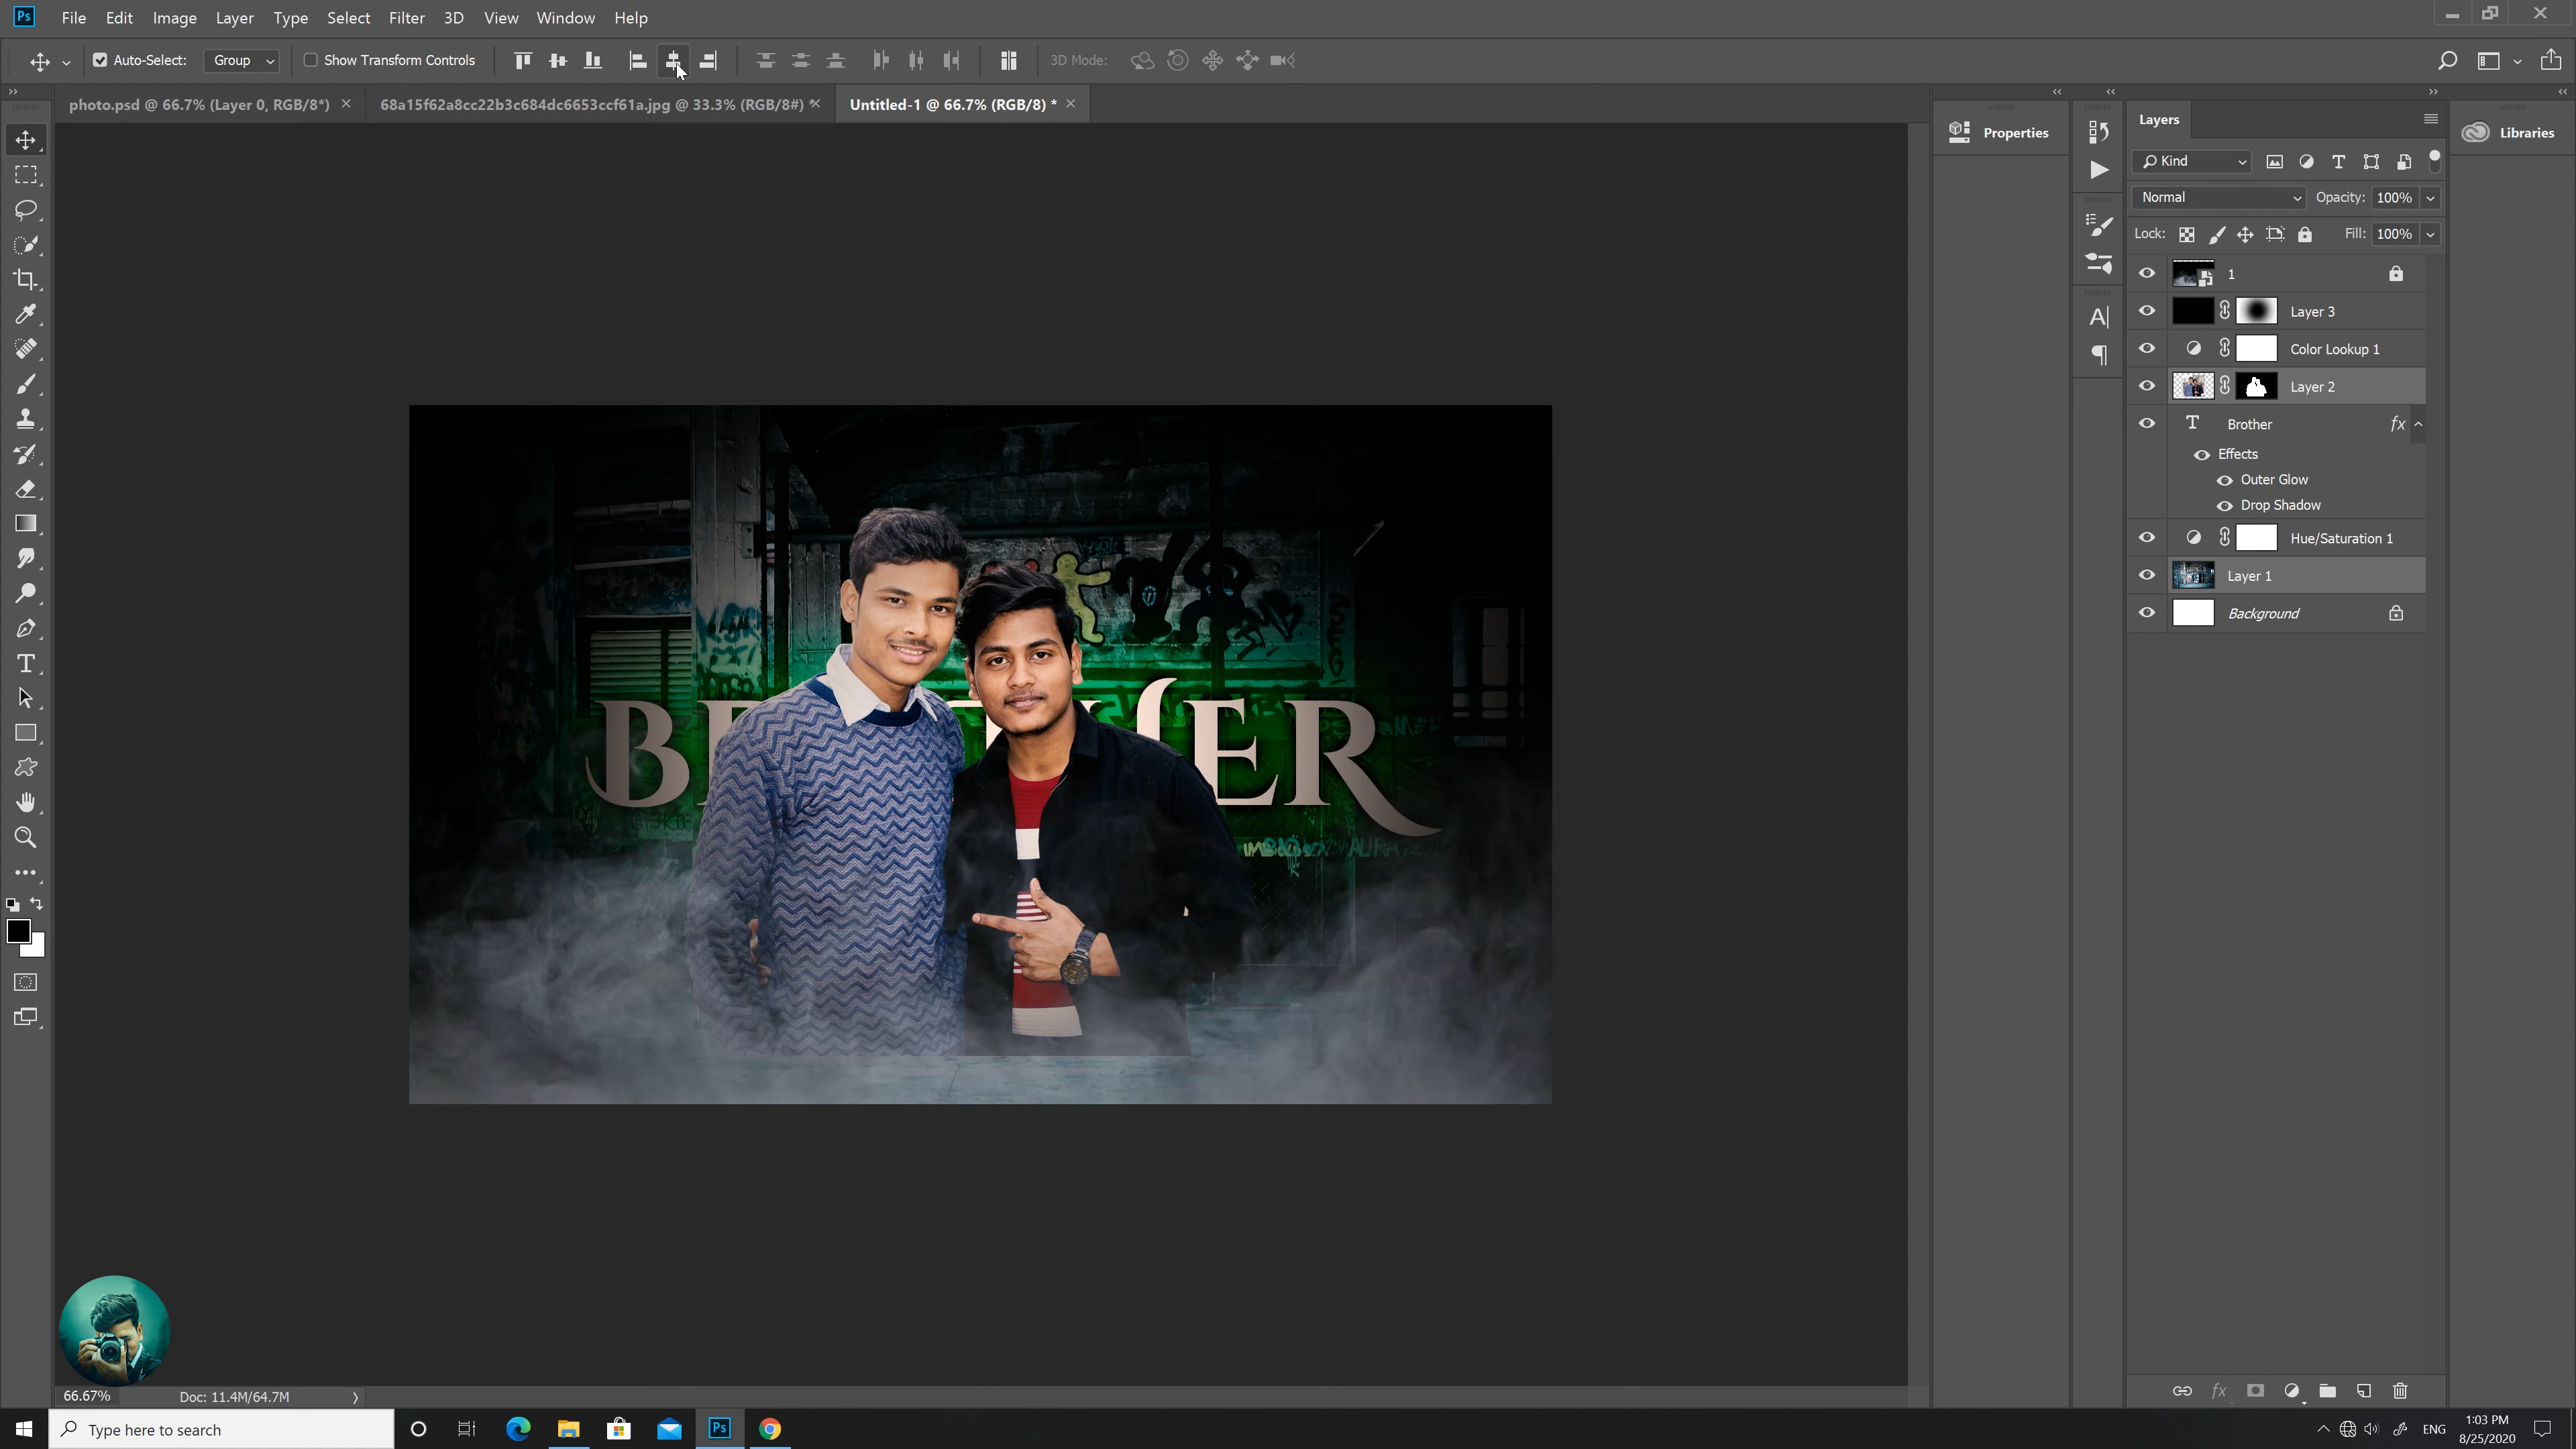 Ps File Edit Image Layer Type Select Filter 3D View Window Help
Auto-Select: Group Show Transform Controls 3D Mode:
photo.psd @ 66.7% (Layer 0, RGB/8*) 68a15f62a8cc22b3c684dc6653ccf61a.jpg @ 33.3% (RGB/8#) * Untitled-1 @ 66.7% (RGB/8) *
Properties
Layers
Libraries
Kind
Normal Opacity: 100%
Lock: Fill: 100%
1
Layer 3
Color Lookup 1
Layer 2
Brother fx
Effects
Outer Glow
Drop Shadow
Hue/Saturation 1
Layer 1
Background
66.67% Doc: 11.4M/64.7M
Type here to search
Ps
ENG
1:03 PM
8/25/2020